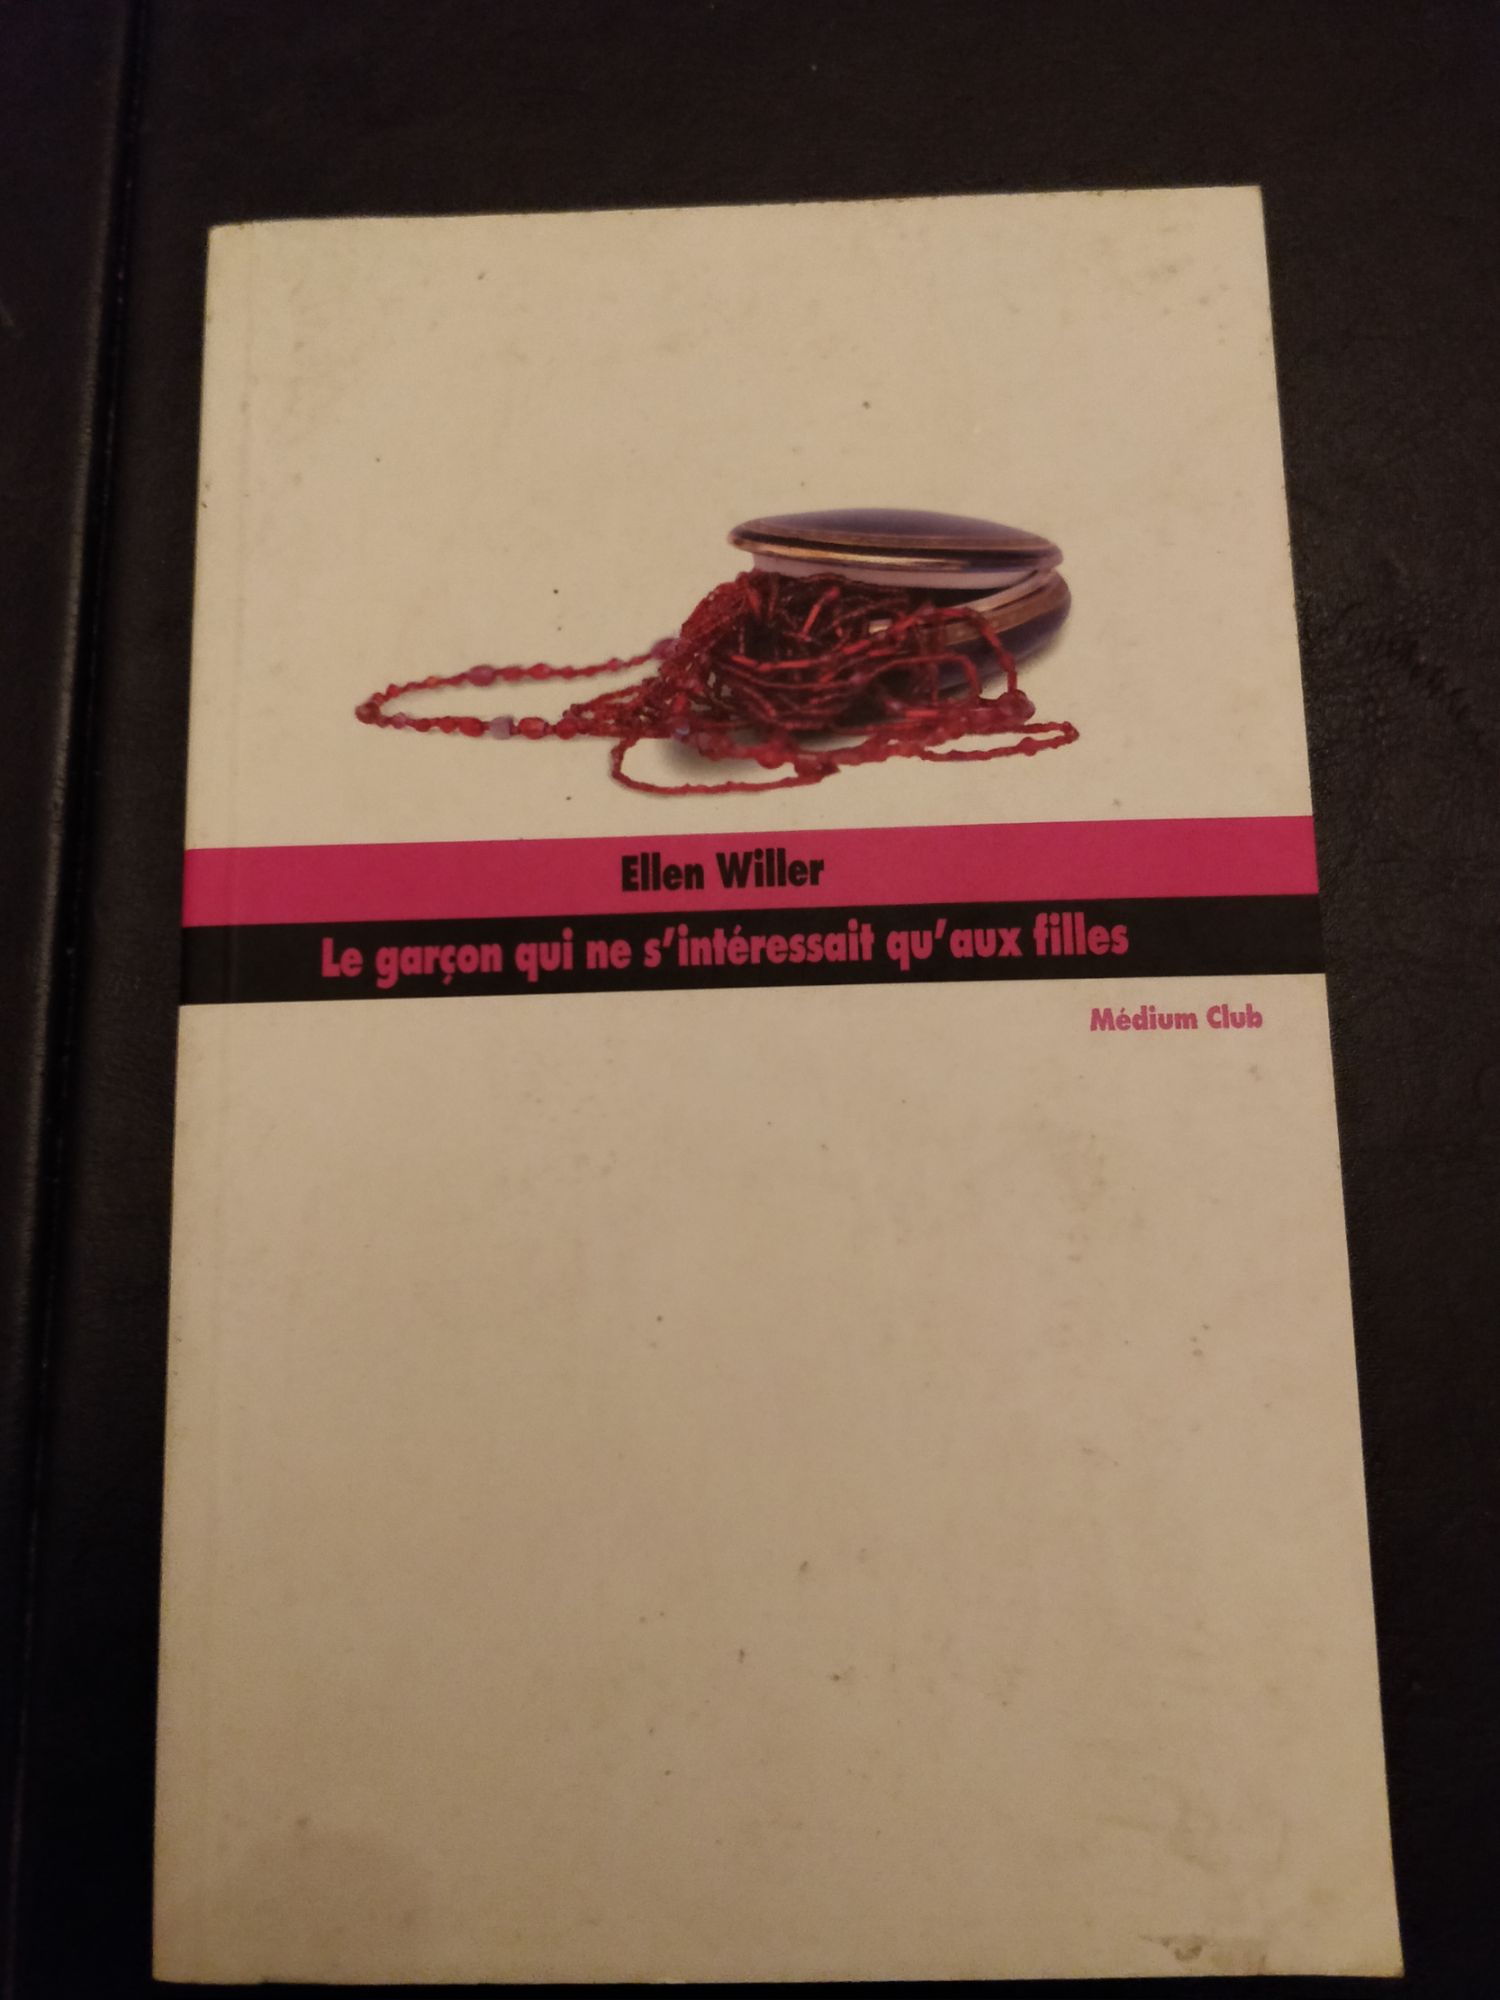 Ellen Willer
Le garçon qui ne s'intéressait qu'aux filles
Médium Club